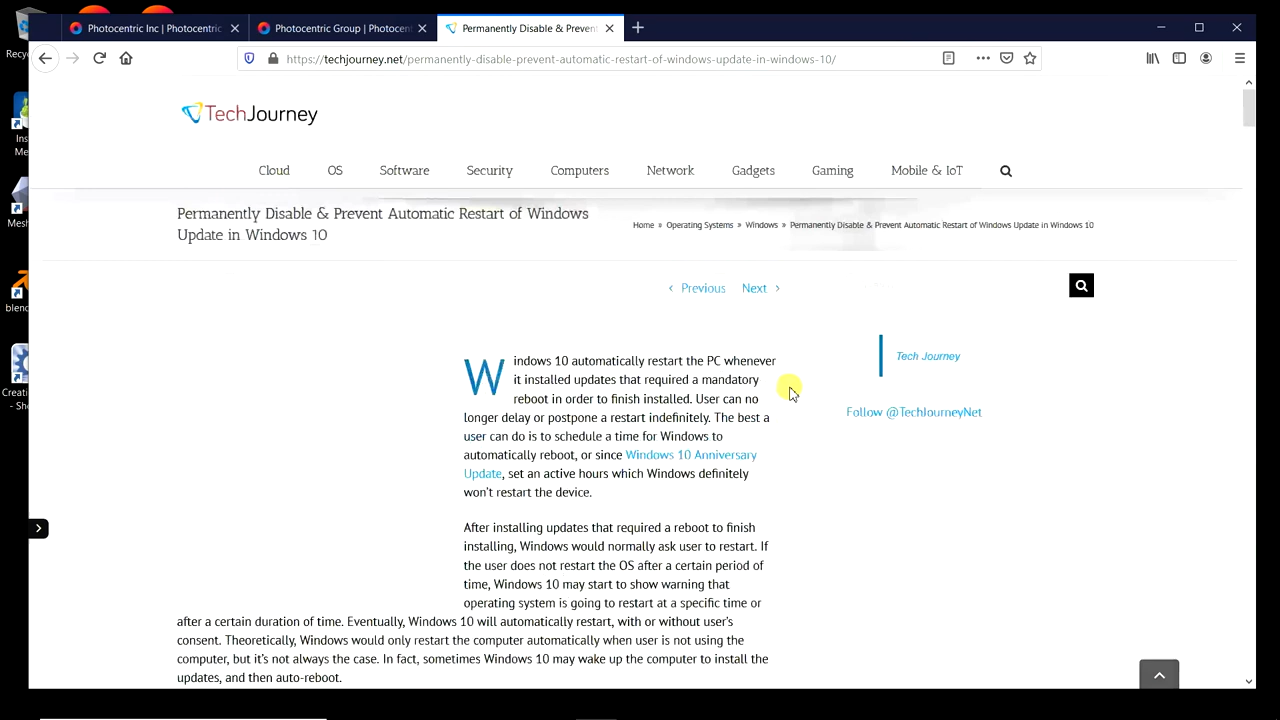 Photocentric Inc | Photocentric
Photocentric Group | Photocen
Permanently Disable & Preven
https://techjourney.net/permanently-disable-prevent-automatic-restart-of-windows-update-in-windows-10/
TechJourney
Cloud OS Software Security Computers Network Gadgets Gaming Mobile & IoT
Permanently Disable & Prevent Automatic Restart of Windows
Update in Windows 10
Home » Operating Systems » Windows » Permanently Disable & Prevent Automatic Restart of Windows Update in Windows 10
‹ Previous Next ›
Windows 10 automatically restart the PC whenever
it installed updates that required a mandatory
reboot in order to finish installed. User can no
longer delay or postpone a restart indefinitely. The best a
user can do is to schedule a time for Windows to
automatically reboot, or since Windows 10 Anniversary
Update, set an active hours which Windows definitely
won't restart the device.
After installing updates that required a reboot to finish
installing, Windows would normally ask user to restart. If
the user does not restart the OS after a certain period of
time, Windows 10 may start to show warning that
operating system is going to restart at a specific time or
after a certain duration of time. Eventually, Windows 10 will automatically restart, with or without user's
consent. Theoretically, Windows would only restart the computer automatically when user is not using the
computer, but it's not always the case. In fact, sometimes Windows 10 may wake up the computer to install the
updates, and then auto-reboot.
Tech Journey
Follow @TechJourneyNet
Recy
Ins
Me
Mesh
blen
Creati
- Sho